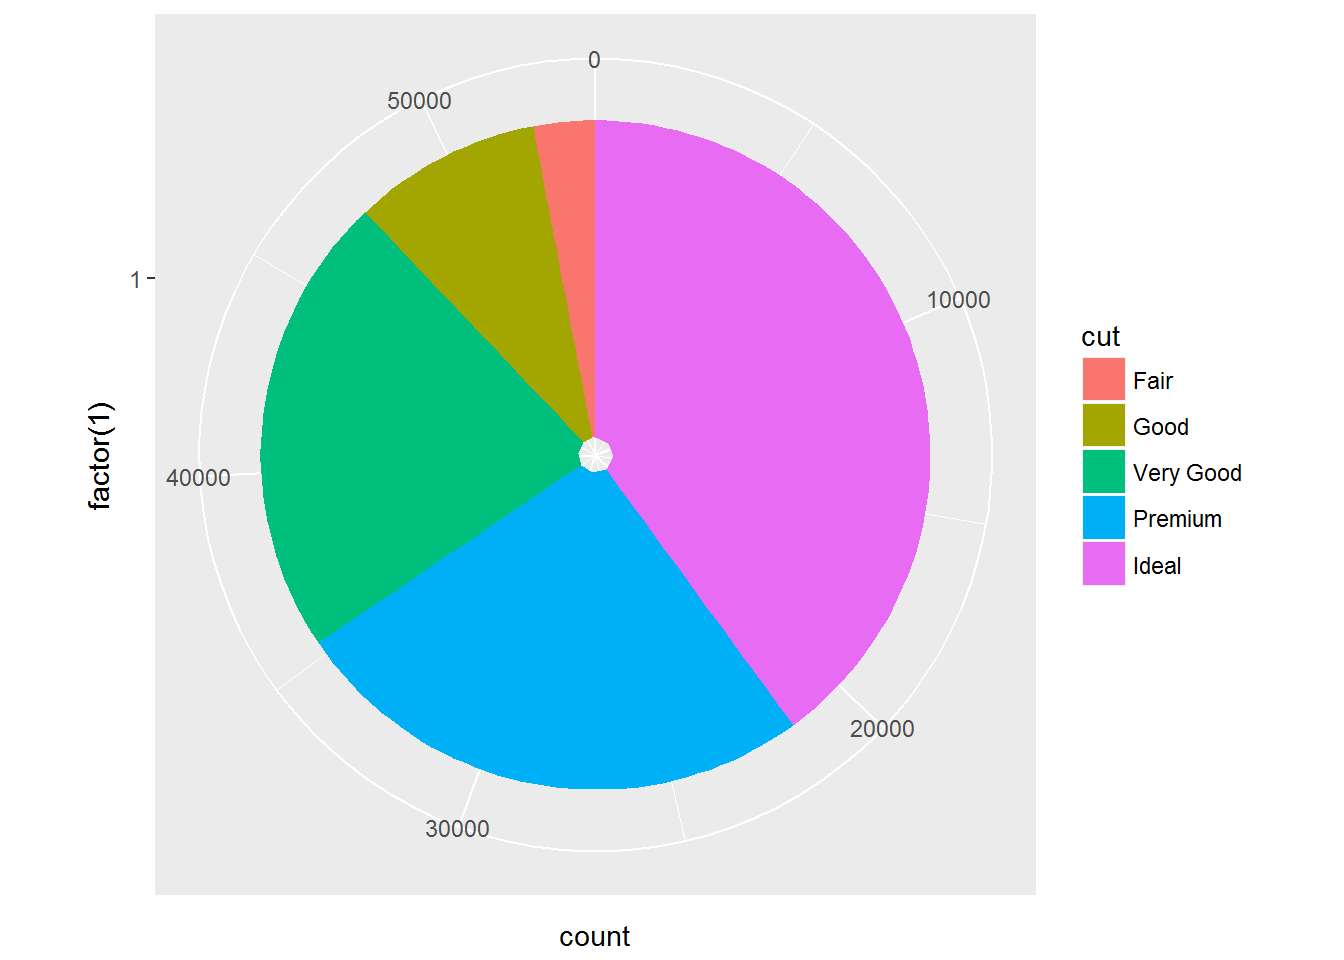 0
50000
10000
1
40000
20000
30000
factor(1)
count
cut
Fair
Good
Very Good
Premium
Ideal